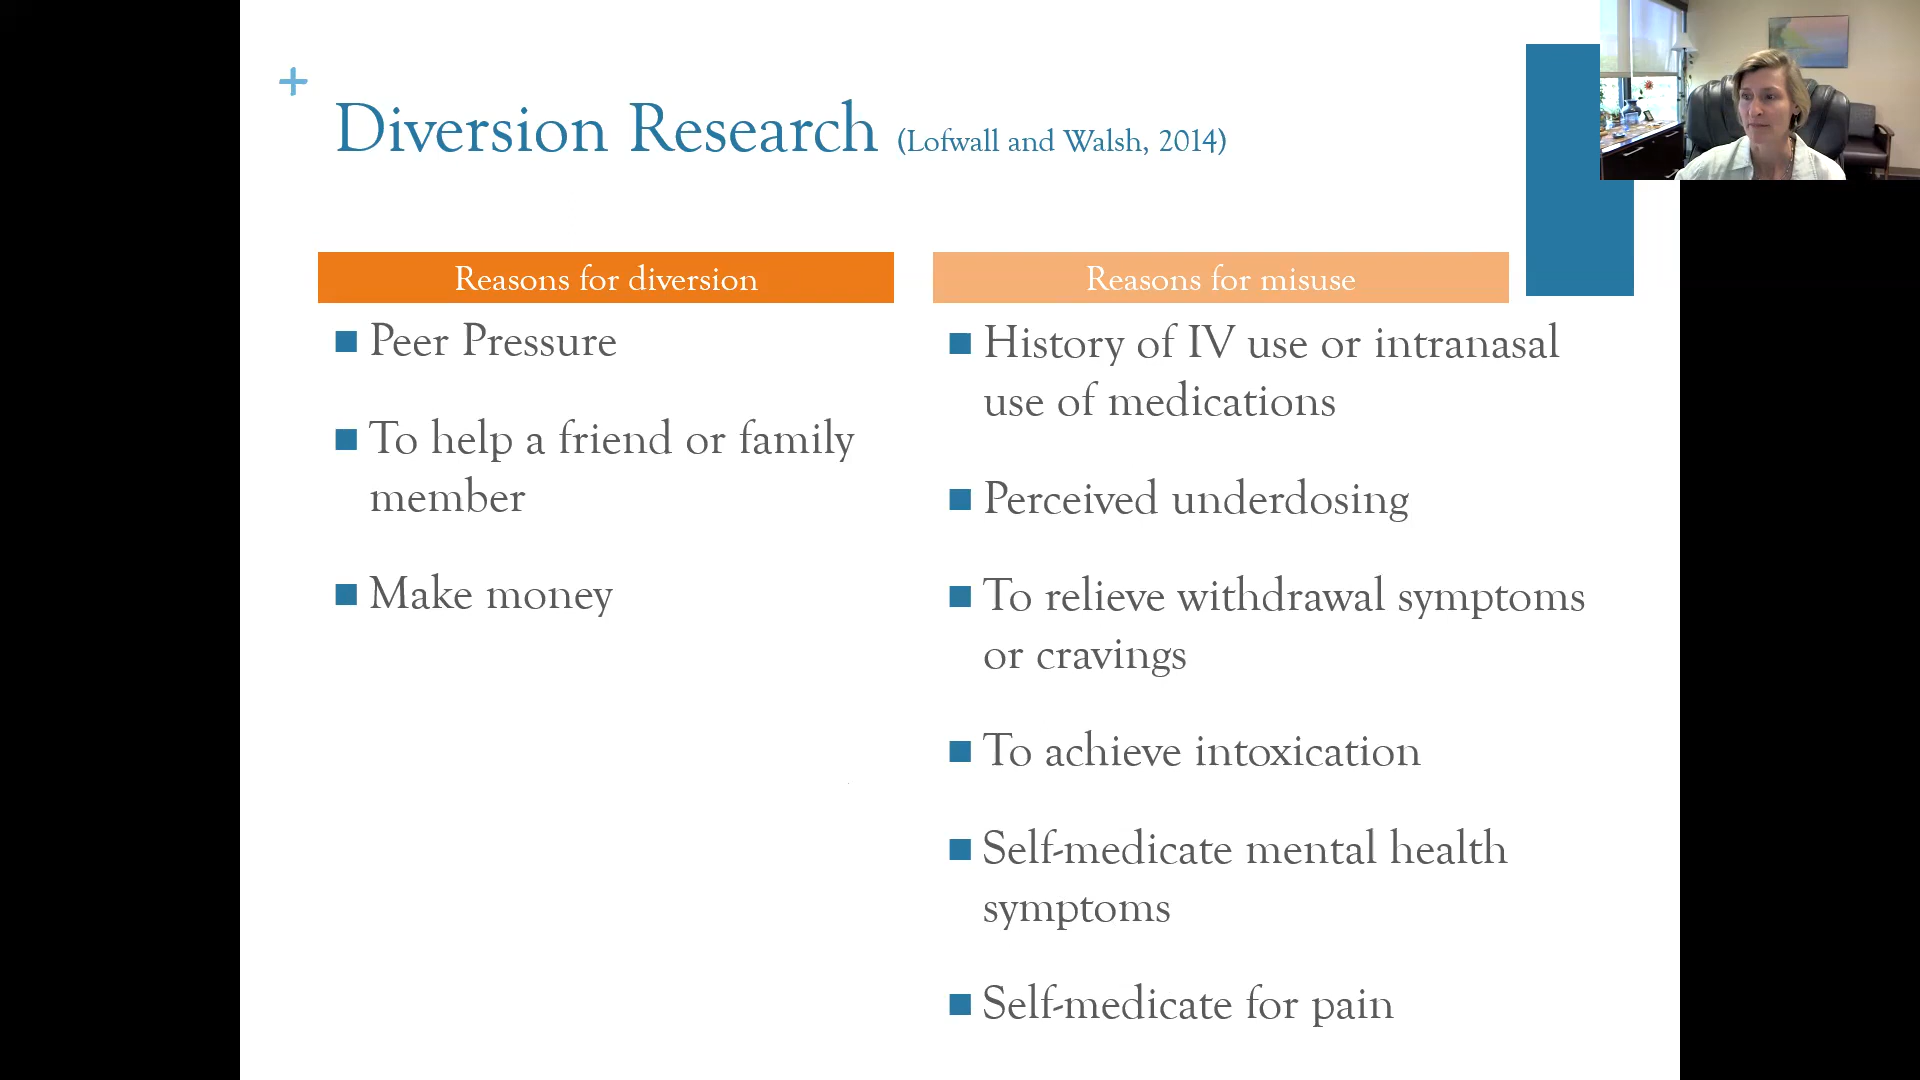 +
Diversion Research (Lofwall and Walsh, 2014)
Reasons for diversion
Peer Pressure
To help a friend or family
member
Make money
Reasons for misuse
History of IV use or intranasal
use of medications
Perceived underdosing
To relieve withdrawal symptoms
or cravings
To achieve intoxication
Self-medicate mental health
symptoms
Self-medicate for pain